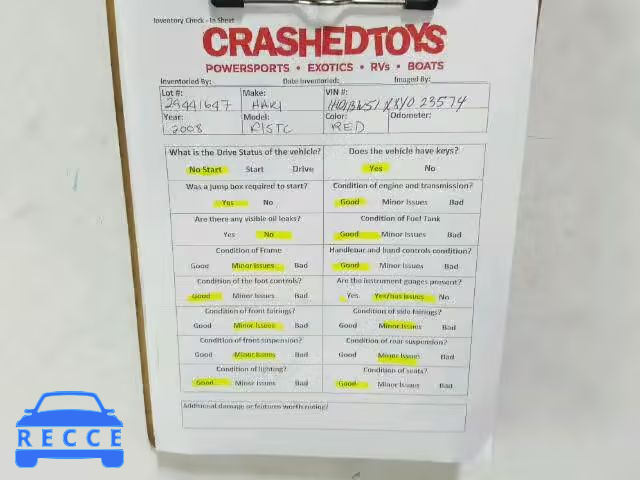 Inventory Check - In Sheet
CRASHEDTOYS
POWERSPORTS • EXOTICS • RVs • BOATS
Inventoried By: Date Inventoried: Imaged By:
Lot #: Make: VIN #:
29441647 HARL 1HD1BW51X8Y023574
Year: Model: Color: Odometer:
2008 FXSTC RED
What is the Drive Status of the vehicle? Does the vehicle have keys?
No Start Start Drive Yes No
Was a jump box required to start? Condition of engine and transmission?
Yes No Good Minor Issues Bad
Are there any visible oil leaks? Condition of Fuel Tank
Yes No Good Minor Issues Bad
Condition of Frame Handlebar and hand controls condition?
Good Minor Issues Bad Good Minor Issues Bad
Condition of the foot controls? Are the instrument gauges present?
Good Minor Issues Bad Yes Yes/has issues No
Condition of front fairings? Condition of side fairings?
Good Minor Issues Bad Good Minor Issues Bad
Condition of front suspension? Condition of rear suspension?
Good Minor Issues Bad Good Minor Issues Bad
Condition of lighting? Condition of seats?
Good Minor Issues Bad Good Minor Issues Bad
Additional damage or features worth noting?
RECCE